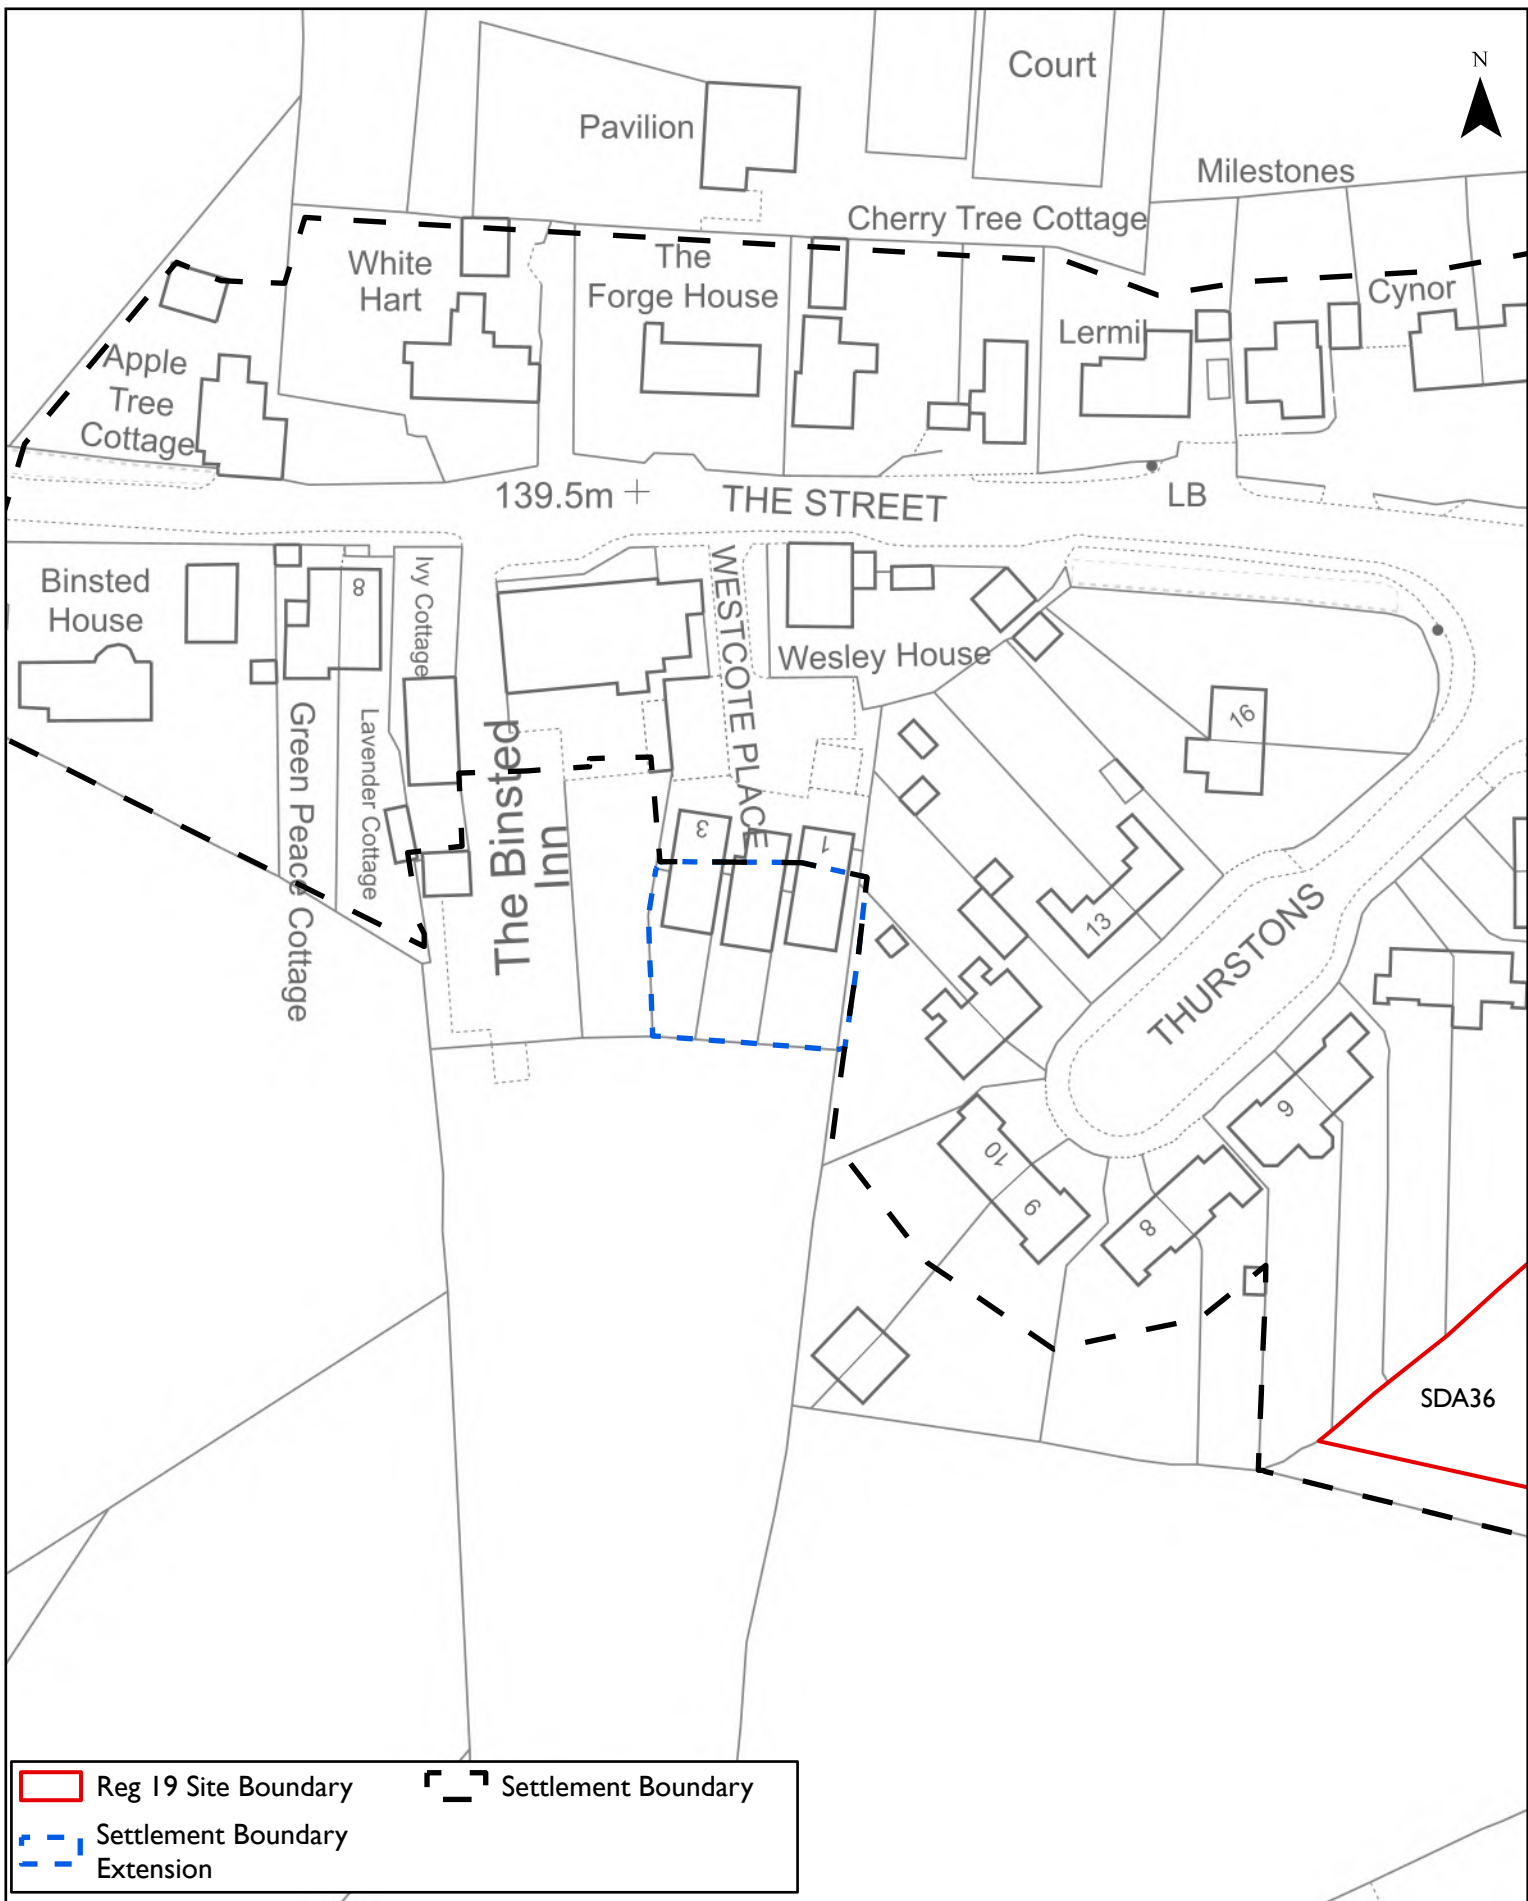 Court
N
Pavilion
Milestones
Cherry Tree Cottage
White
Hart
The
Forge House
Cynor
Lermil
Apple
Tree
Cottage
139.5m
THE STREET
LB
Binsted
House
8
Ivy Cottage
WESTCOTE PLACE
Wesley House
Green Peace Cottage
Lavender Cottage
The Binsted
Inn
16
3
1
13
THURSTONS
6
10
9
8
SDA36
Reg 19 Site Boundary
Settlement Boundary
Settlement Boundary
Extension